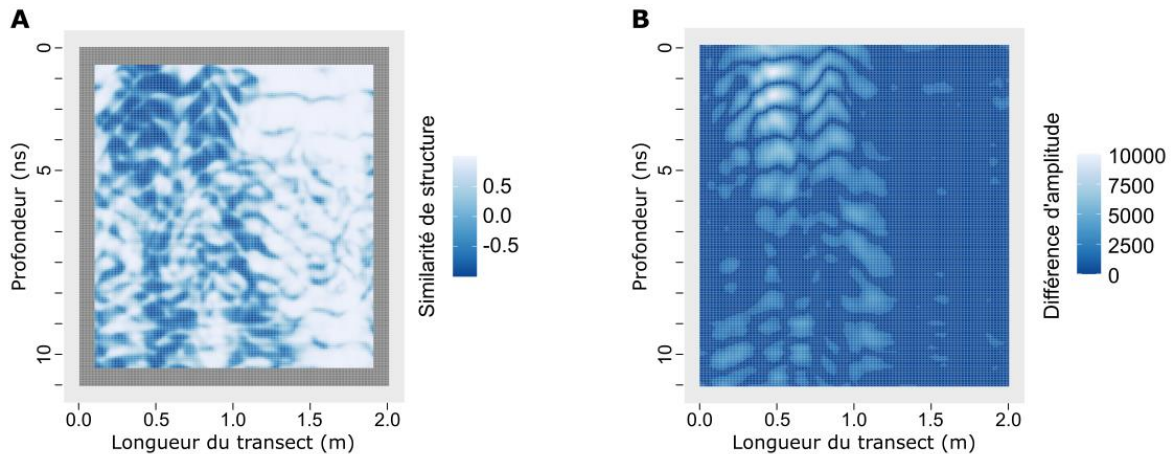 A
0
5
10
Profondeur (ns)
0.0 0.5 1.0 1.5 2.0
Longueur du transect (m)
0.5
0.0
-0.5
Similarité de structure
B
0
5
10
Profondeur (ns)
0.0 0.5 1.0 1.5 2.0
Longueur du transect (m)
10000
7500
5000
2500
0
Différence d'amplitude